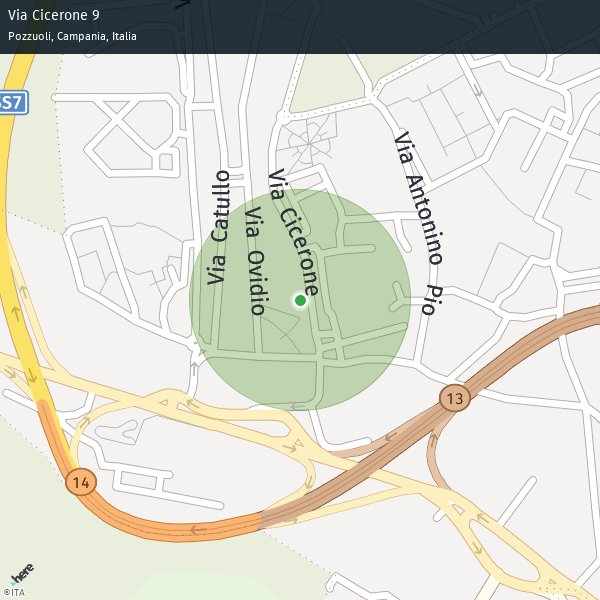 Via Cicerone 9
Pozzuoli, Campania, Italia
SS7
Via Antonino Pio
Via Catullo
Via Cicerone
Via Ovidio
13
14
here
©ITA